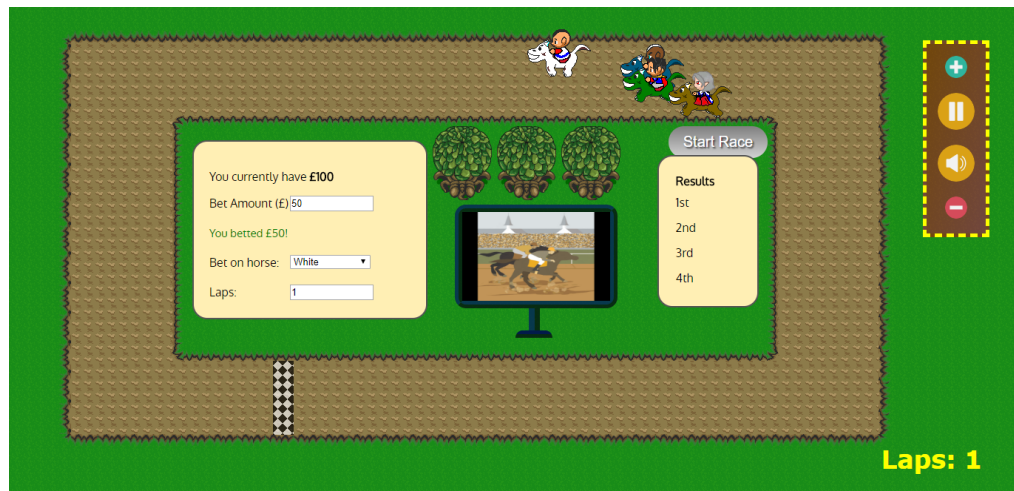 You currently have £100
Bet Amount (£) 50
You betted £50!
Bet on horse: White
Laps: 1
Start Race
Results
1st
2nd
3rd
4th
Laps: 1